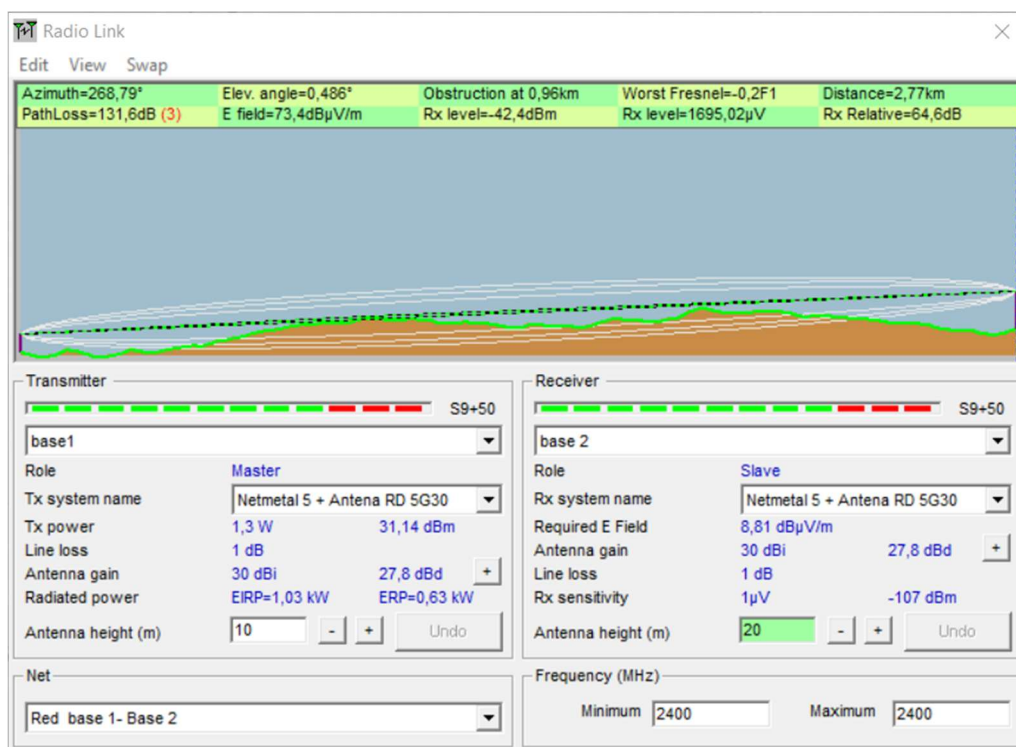 Radio Link
Edit View Swap
Azimuth=268,79° Elev. angle=0,486° Obstruction at 0,96km Worst Fresnel=-0,2F1 Distance=2,77km
PathLoss=131,6dB (3) E field=73,4dBµV/m Rx level=-42,4dBm Rx level=1695,02µV Rx Relative=64,6dB
Transmitter
S9+50
base1
Role Master
Tx system name Netmetal 5 + Antena RD 5G30
Tx power 1,3 W 31,14 dBm
Line loss 1 dB
Antenna gain 30 dBi 27,8 dBd +
Radiated power EIRP=1,03 kW ERP=0,63 kW
Antenna height (m) 10 - + Undo
Net
Red base 1- Base 2
Receiver
S9+50
base 2
Role Slave
Rx system name Netmetal 5 + Antena RD 5G30
Required E Field 8,81 dBµV/m
Antenna gain 30 dBi 27,8 dBd +
Line loss 1 dB
Rx sensitivity 1µV -107 dBm
Antenna height (m) 20 - + Undo
Frequency (MHz)
Minimum 2400 Maximum 2400